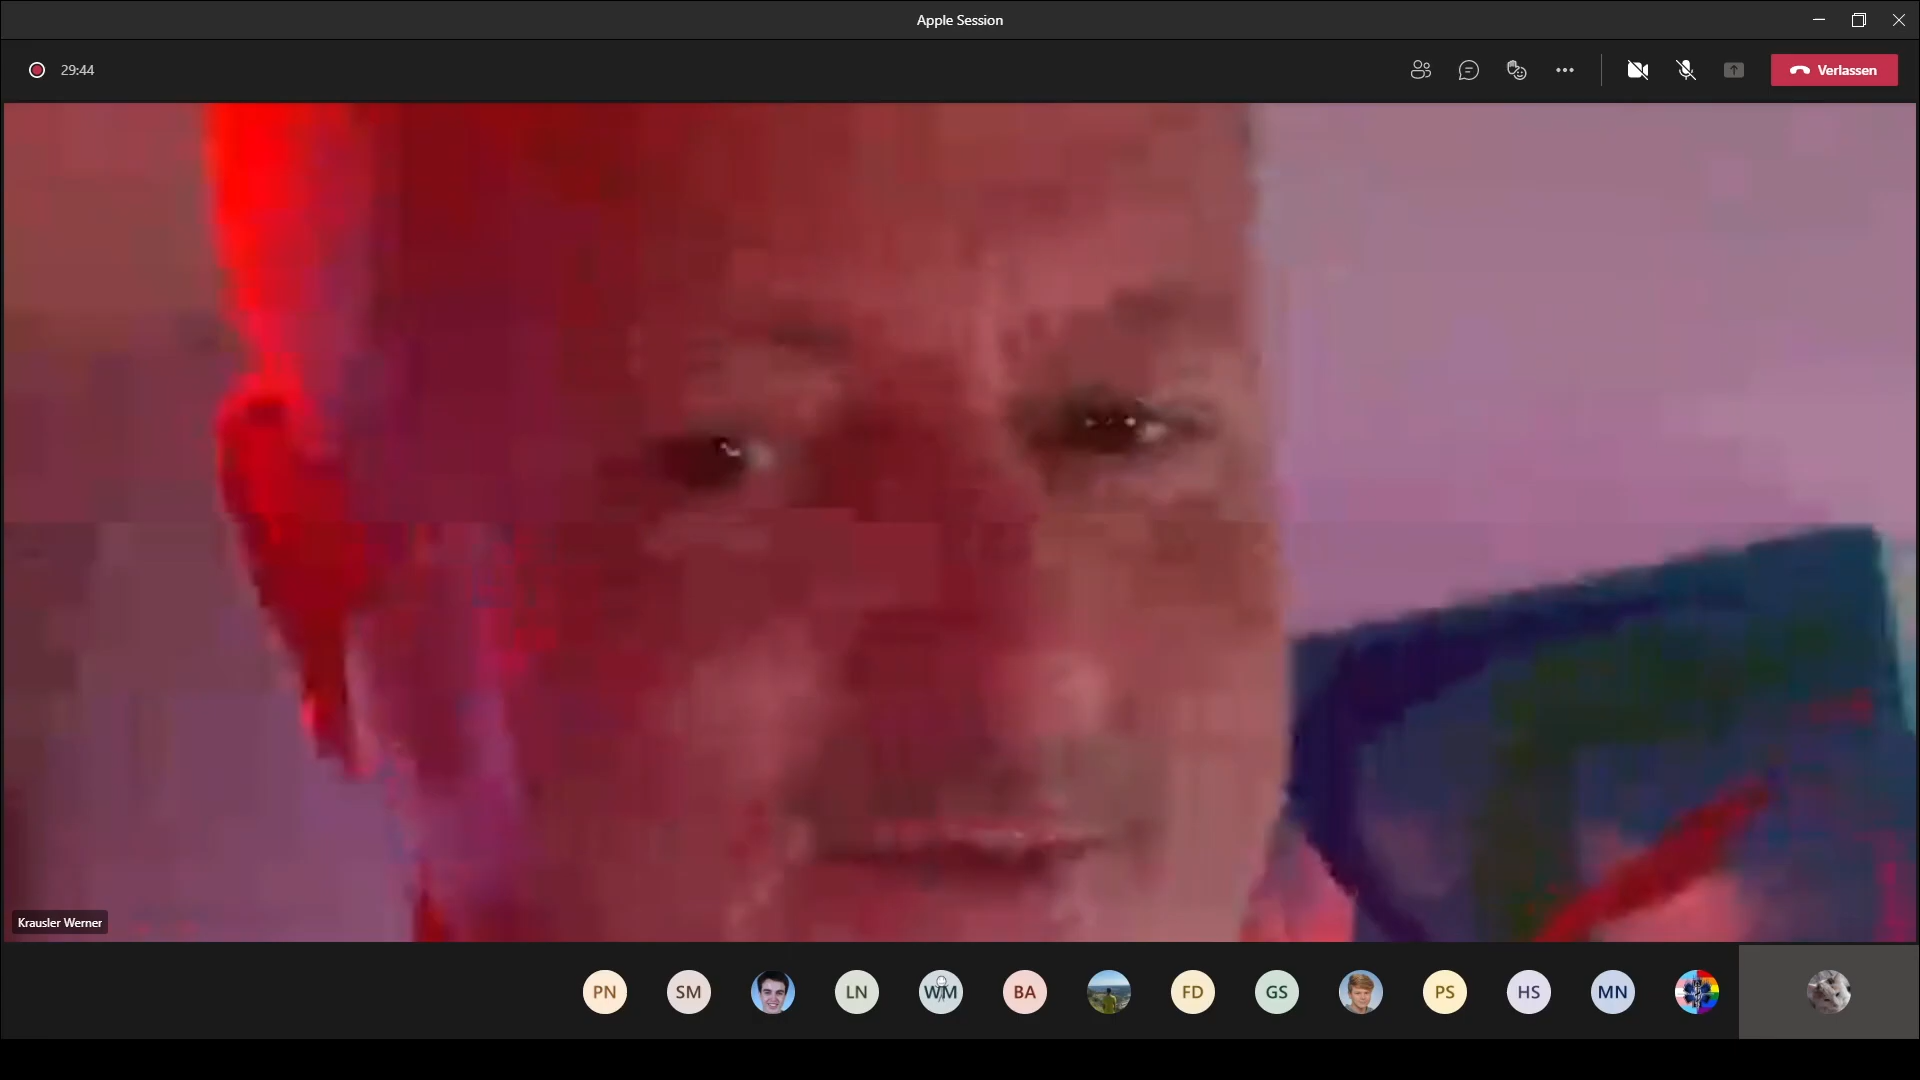 Apple Session
29:44
Verlassen
Krausler Werner
PN
SM
LN
WM
BA
FD
GS
PS
HS
MN